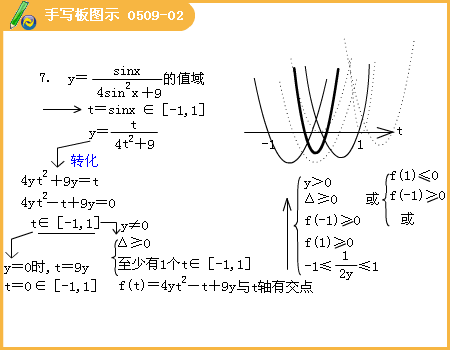 手写板图示 0509-02
7. y=sinx/(4sin²x+9)的值域
t=sinx∈[-1,1]
y=t/(4t²+9)
转化
4yt²+9y=t
4yt²-t+9y=0
t∈[-1,1]
y=0时,t=9y
t=0∈[-1,1]
y≠0
Δ≥0
至少有1个t∈[-1,1]
f(t)=4yt²-t+9y与t轴有交点
-1
1
t
y>0
Δ≥0
f(-1)≥0
f(1)≥0
-1≤1/(2y)≤1
或
f(1)≤0
f(-1)≥0
或